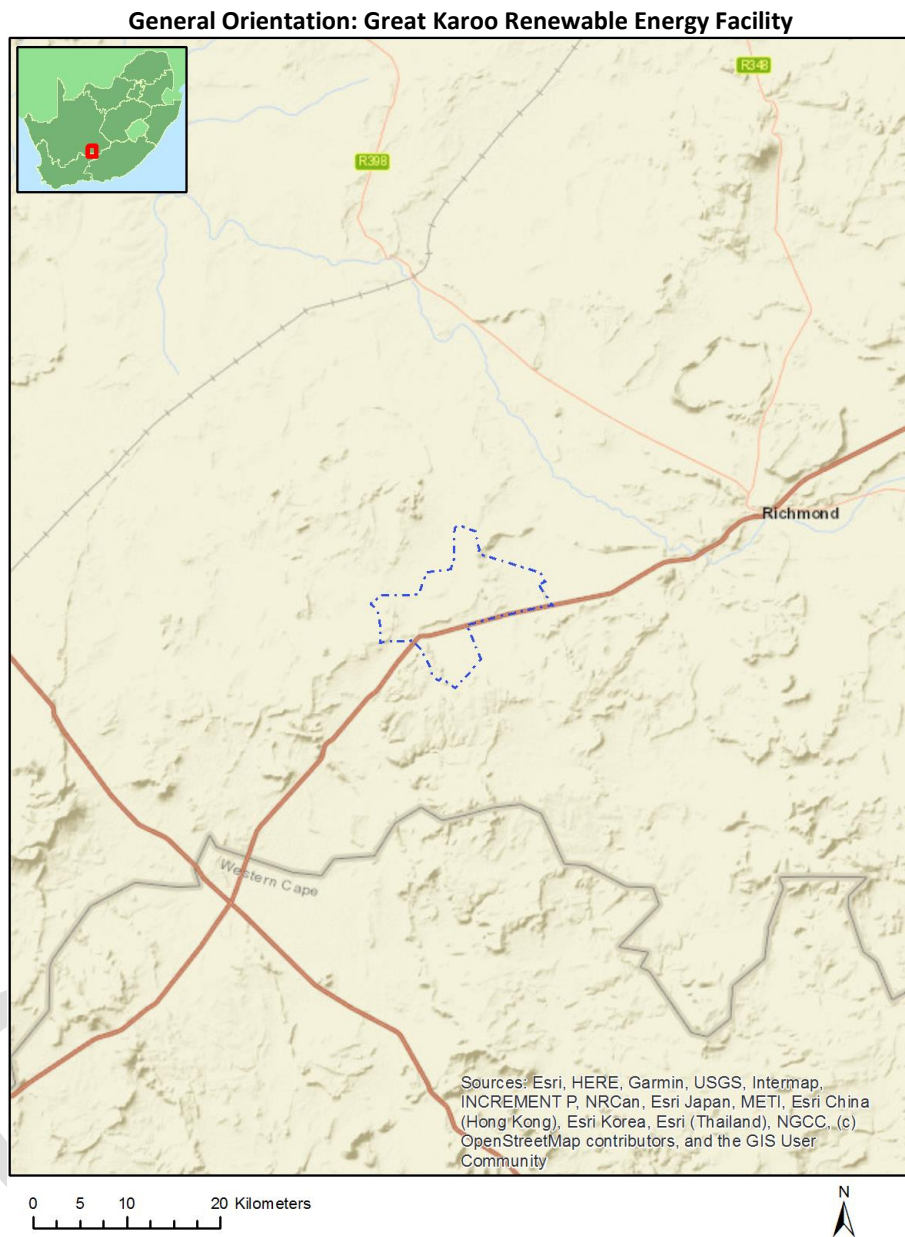 General Orientation: Great Karoo Renewable Energy Facility
R348
R398
Richmond
Western Cape
Sources: Esri, HERE, Garmin, USGS, Intermap,
INCREMENT P, NRCan, Esri Japan, METI, Esri China
(Hong Kong), Esri Korea, Esri (Thailand), NGCC, (c)
OpenStreetMap contributors, and the GIS User
Community
0 5 10 20 Kilometers
N